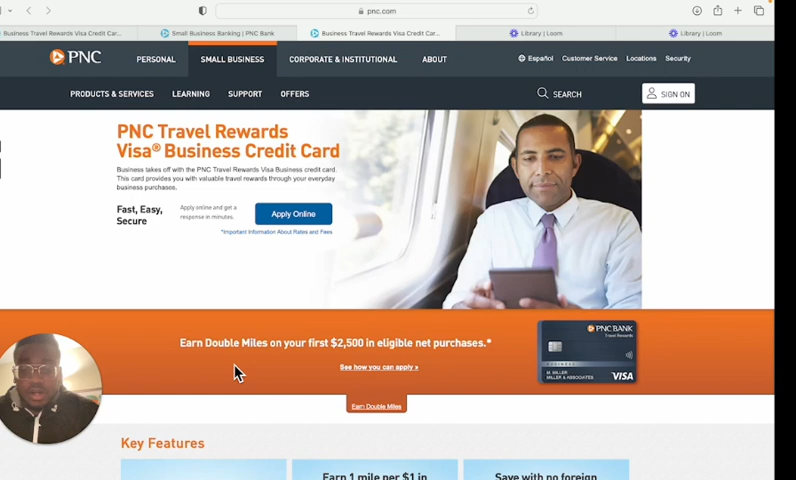 pnc.com
Business Travel Rewards Visa Credit Car...
Small Business Banking | PNC Bank
Business Travel Rewards Visa Credit Car...
Library | Loom
Library | Loom
PNC
PERSONAL
SMALL BUSINESS
CORPORATE & INSTITUTIONAL
ABOUT
Español
Customer Service
Locations
Security
PRODUCTS & SERVICES
LEARNING
SUPPORT
OFFERS
SEARCH
SIGN ON
PNC Travel Rewards
Visa® Business Credit Card
Business takes off with the PNC Travel Rewards Visa Business credit card.
This card provides you with valuable travel rewards through your everyday
business purchases.
Fast, Easy,
Secure
Apply online and get a
response in minutes.
Apply Online
*Important Information About Rates and Fees
Earn Double Miles on your first $2,500 in eligible net purchases.*
See how you can apply »
PNC BANK
Travel Rewards
BUSINESS
M. MILLER
MILLER & ASSOCIATES
VISA
Earn Double Miles
Key Features
Earn 1 mile per $1 in
Save with no foreign